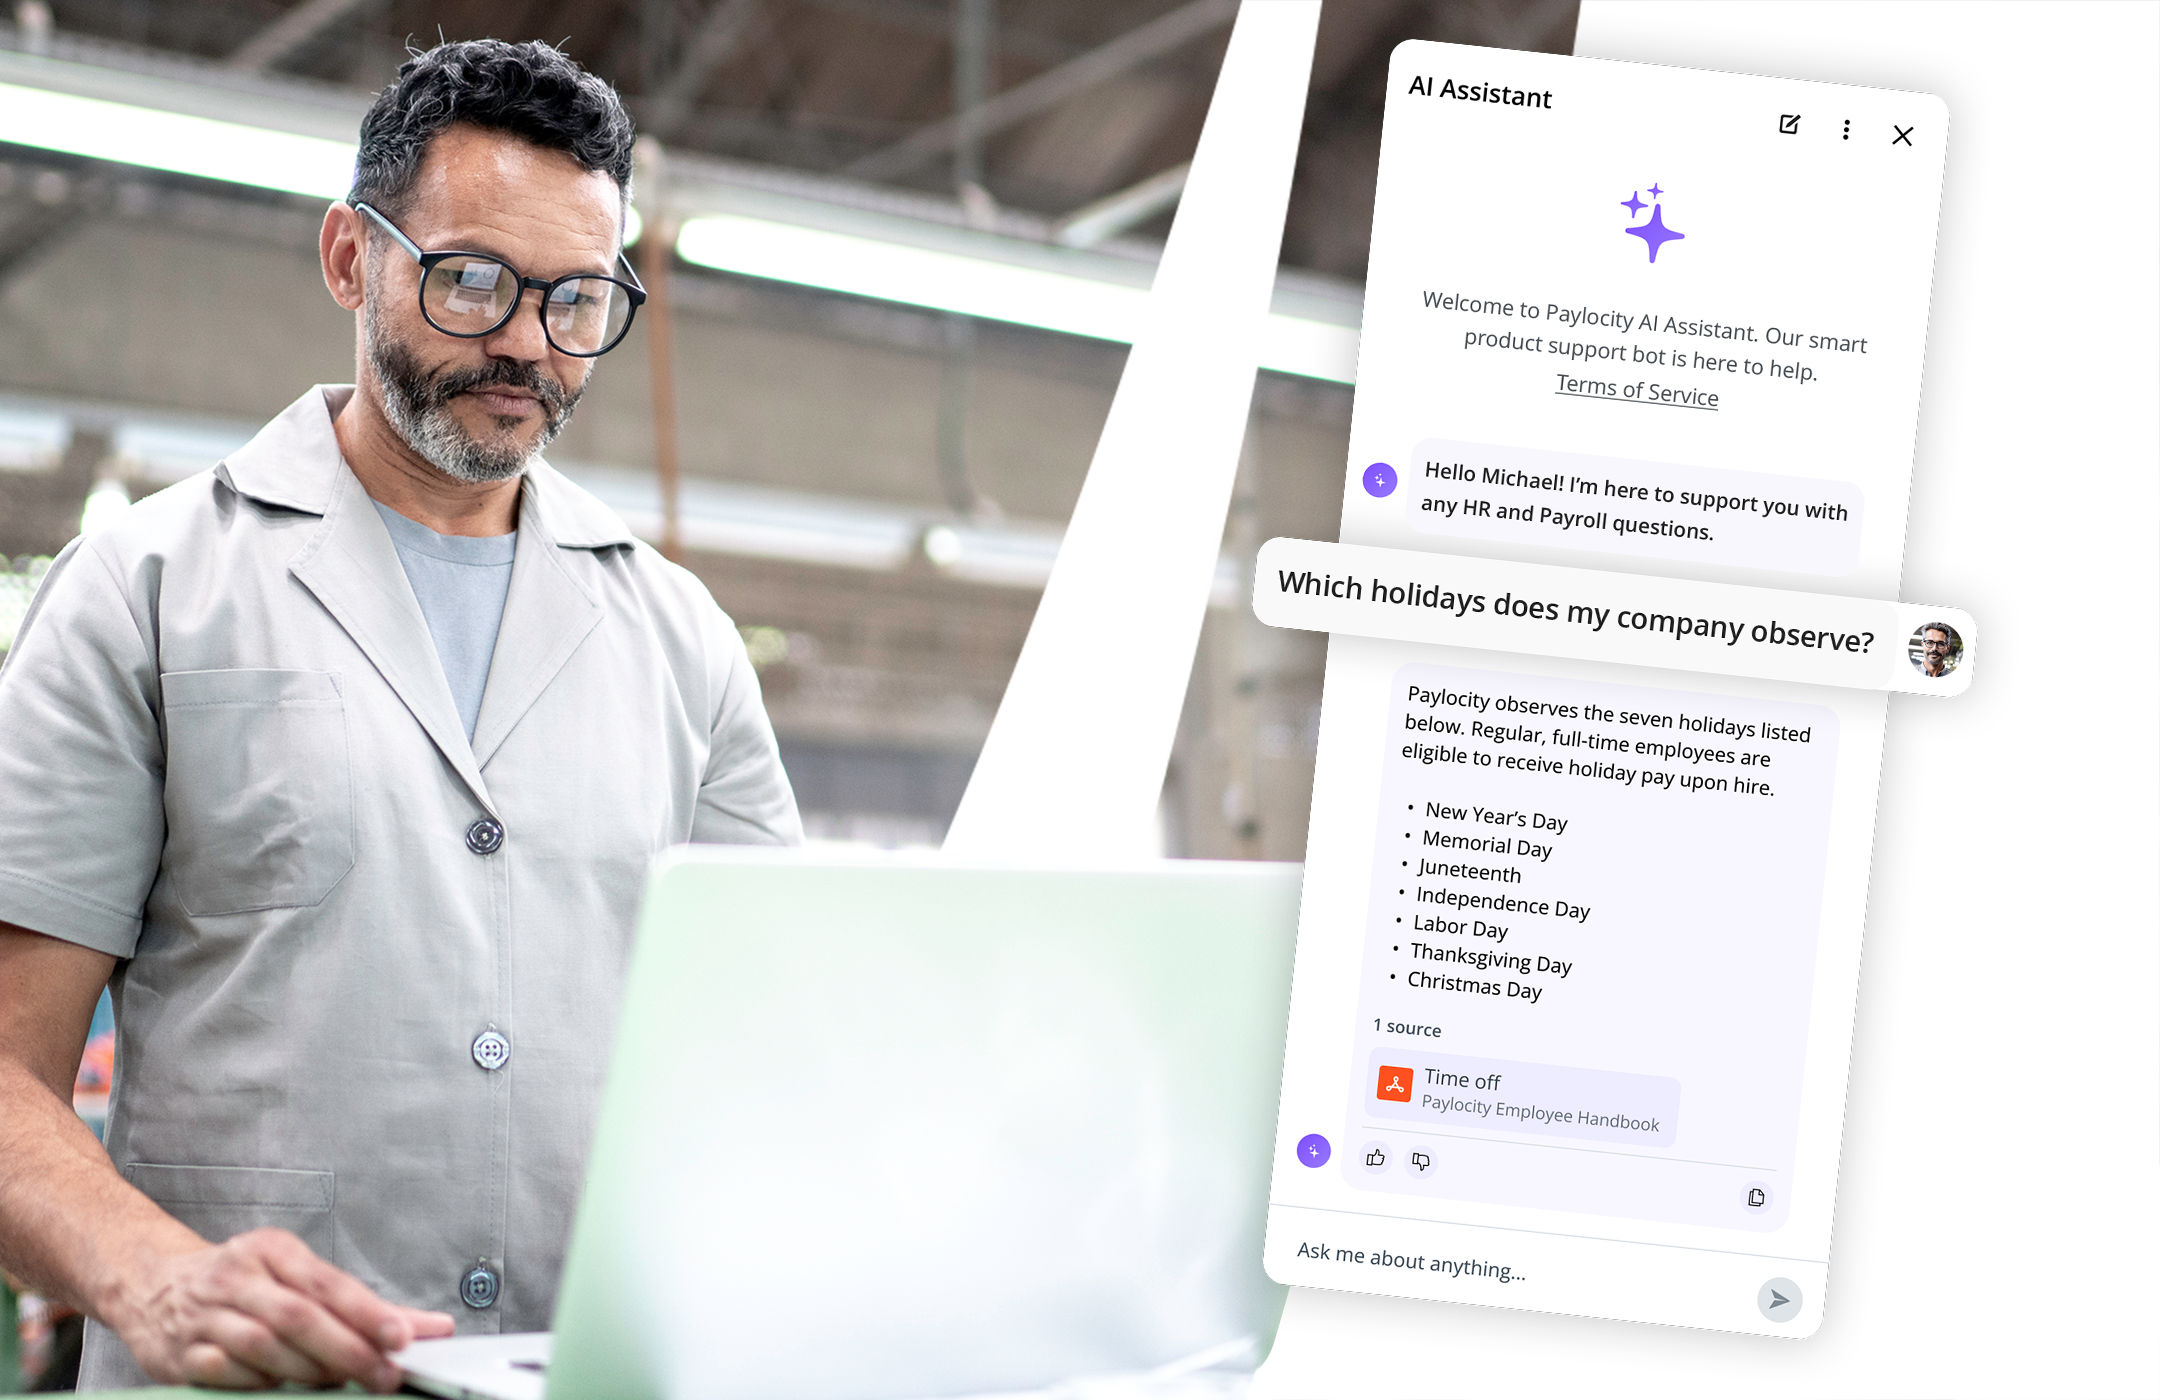 AI Assistant
Welcome to Paylocity AI Assistant. Our smart
product support bot is here to help.
Terms of Service
Hello Michael! I’m here to support you with
any HR and Payroll questions.
Which holidays does my company observe?
Paylocity observes the seven holidays listed
below. Regular, full-time employees are
eligible to receive holiday pay upon hire.
• New Year’s Day
• Memorial Day
• Juneteenth
• Independence Day
• Labor Day
• Thanksgiving Day
• Christmas Day
1 source
Time off
Paylocity Employee Handbook
Ask me about anything...